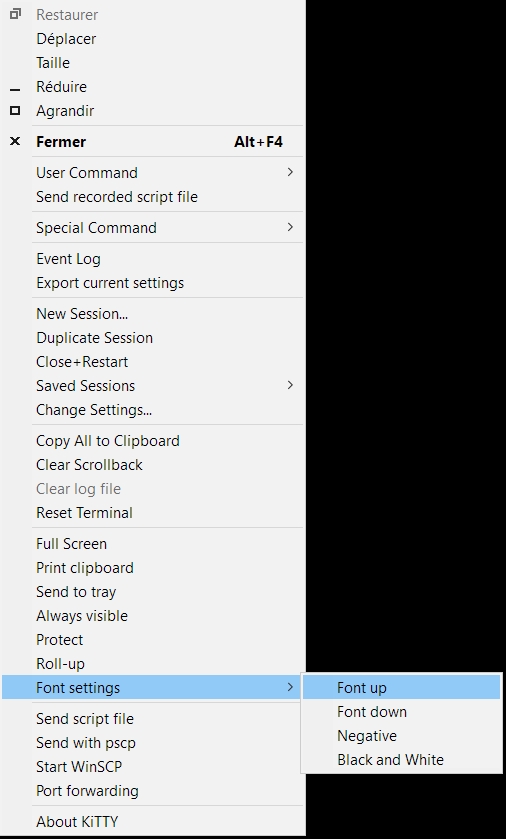 Restaurer
Déplacer
Taille
Réduire
Agrandir
Fermer Alt+F4
User Command
Send recorded script file
Special Command
Event Log
Export current settings
New Session...
Duplicate Session
Close+Restart
Saved Sessions
Change Settings...
Copy All to Clipboard
Clear Scrollback
Clear log file
Reset Terminal
Full Screen
Print clipboard
Send to tray
Always visible
Protect
Roll-up
Font settings
Font up
Font down
Negative
Black and White
Send script file
Send with pscp
Start WinSCP
Port forwarding
About KiTTY